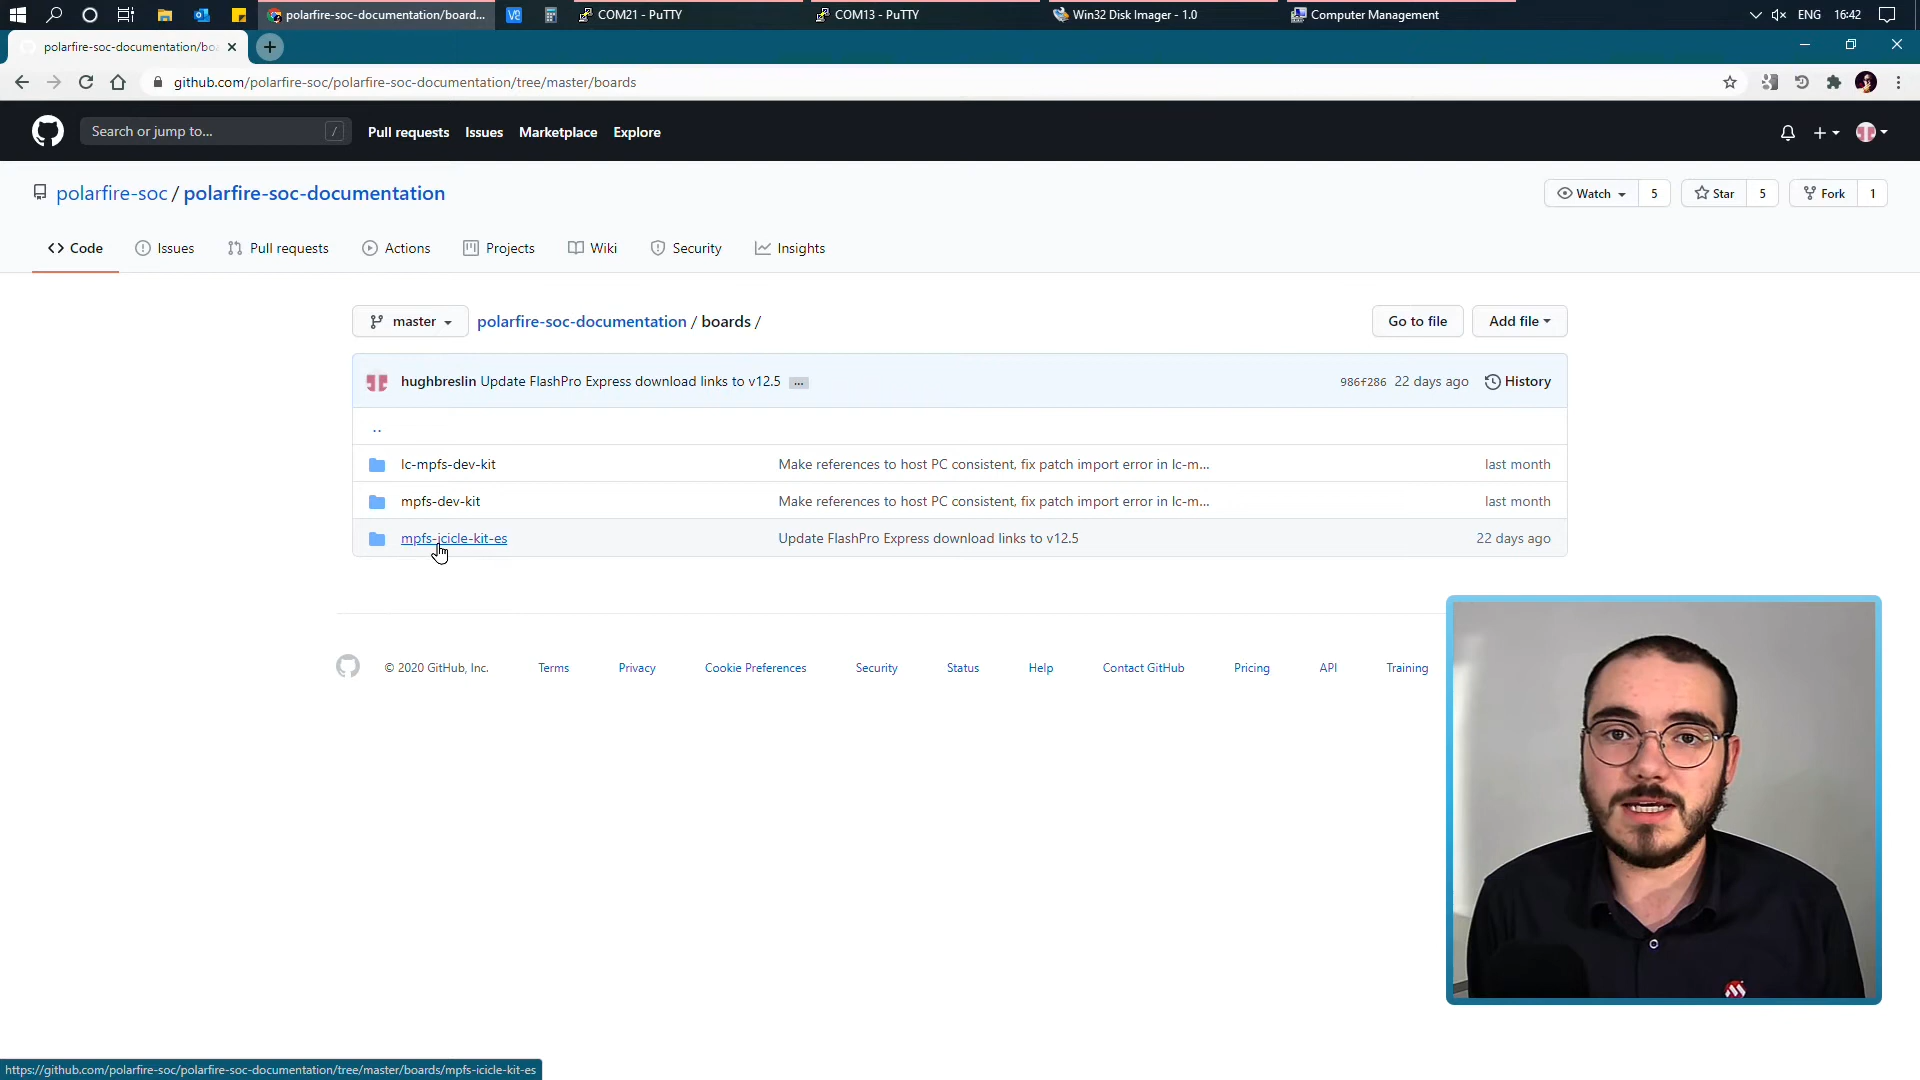 polarfire-soc-documentation/board...
COM21 - PuTTY
COM13 - PuTTY
Win32 Disk Imager - 1.0
Computer Management
ENG
16:42
polarfire-soc-documentation/bo
github.com/polarfire-soc/polarfire-soc-documentation/tree/master/boards
Search or jump to...
/
Pull requests
Issues
Marketplace
Explore
polarfire-soc / polarfire-soc-documentation
Watch
5
Star
5
Fork
1
Code
Issues
Pull requests
Actions
Projects
Wiki
Security
Insights
master
polarfire-soc-documentation / boards /
Go to file
Add file
hughbreslin Update FlashPro Express download links to v12.5 ...
986f286 22 days ago
History
..
lc-mpfs-dev-kit
Make references to host PC consistent, fix patch import error in lc-m...
last month
mpfs-dev-kit
Make references to host PC consistent, fix patch import error in lc-m...
last month
mpfs-icicle-kit-es
Update FlashPro Express download links to v12.5
22 days ago
© 2020 GitHub, Inc.
Terms
Privacy
Cookie Preferences
Security
Status
Help
Contact GitHub
Pricing
API
Training
https://github.com/polarfire-soc/polarfire-soc-documentation/tree/master/boards/mpfs-icicle-kit-es